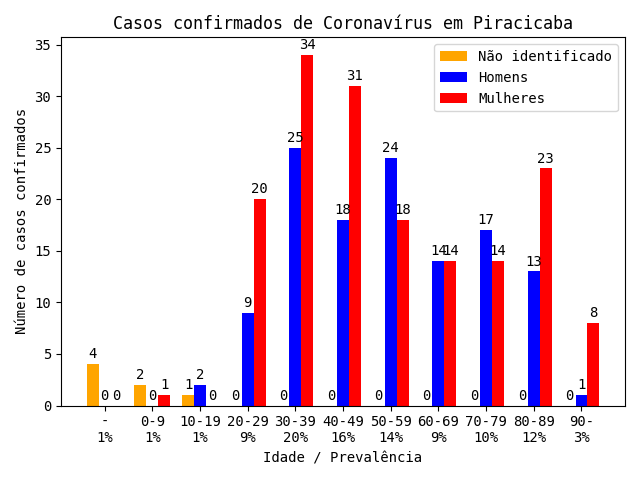 Casos confirmados de Coronavírus em Piracicaba
Não identificado
Homens
Mulheres
Número de casos confirmados
35
30
25
20
15
10
5
0
4 0 0
2 0 1
1 2 0
0 9 20
0 25 34
0 18 31
0 24 18
0 14 14
0 17 14
0 13 23
0 1 8
- 0-9 10-19 20-29 30-39 40-49 50-59 60-69 70-79 80-89 90-
1% 1% 1% 9% 20% 16% 14% 9% 10% 12% 3%
Idade / Prevalência